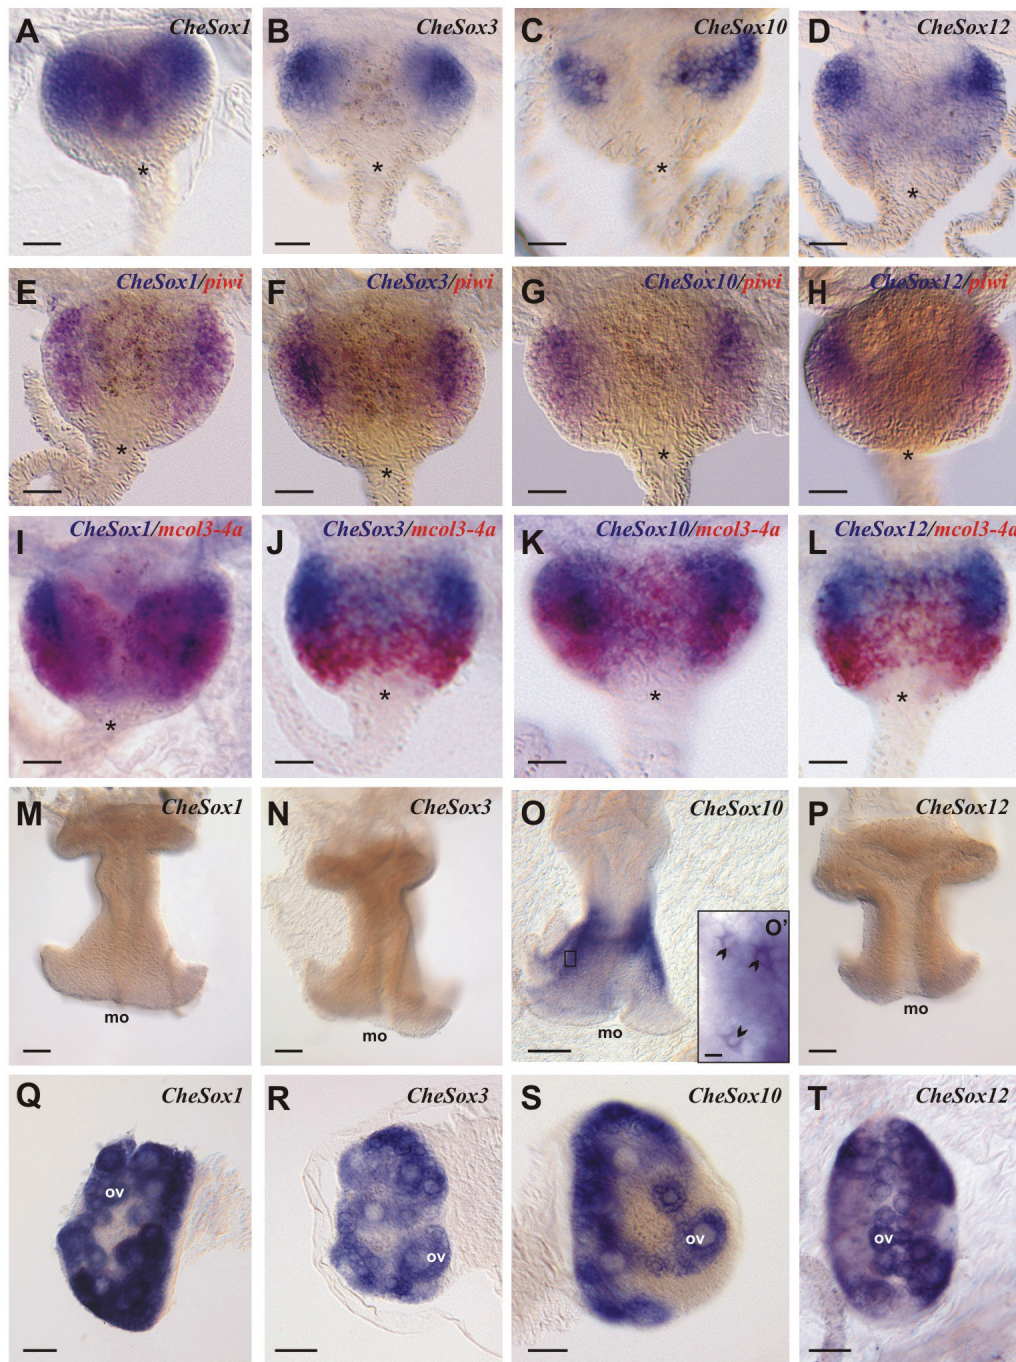 A CheSox1
B CheSox3
C CheSox10
D CheSox12
*
*
*
*
E CheSox1/piwi
F CheSox3/piwi
G CheSox10/piwi
H CheSox12/piwi
*
*
*
*
I CheSox1/mcol3-4a
J CheSox3/mcol3-4a
K CheSox10/mcol3-4a
L CheSox12/mcol3-4a
*
*
*
*
M CheSox1
N CheSox3
O CheSox10
P CheSox12
O'
mo
mo
mo
mo
Q CheSox1
R CheSox3
S CheSox10
T CheSox12
ov
ov
ov
ov